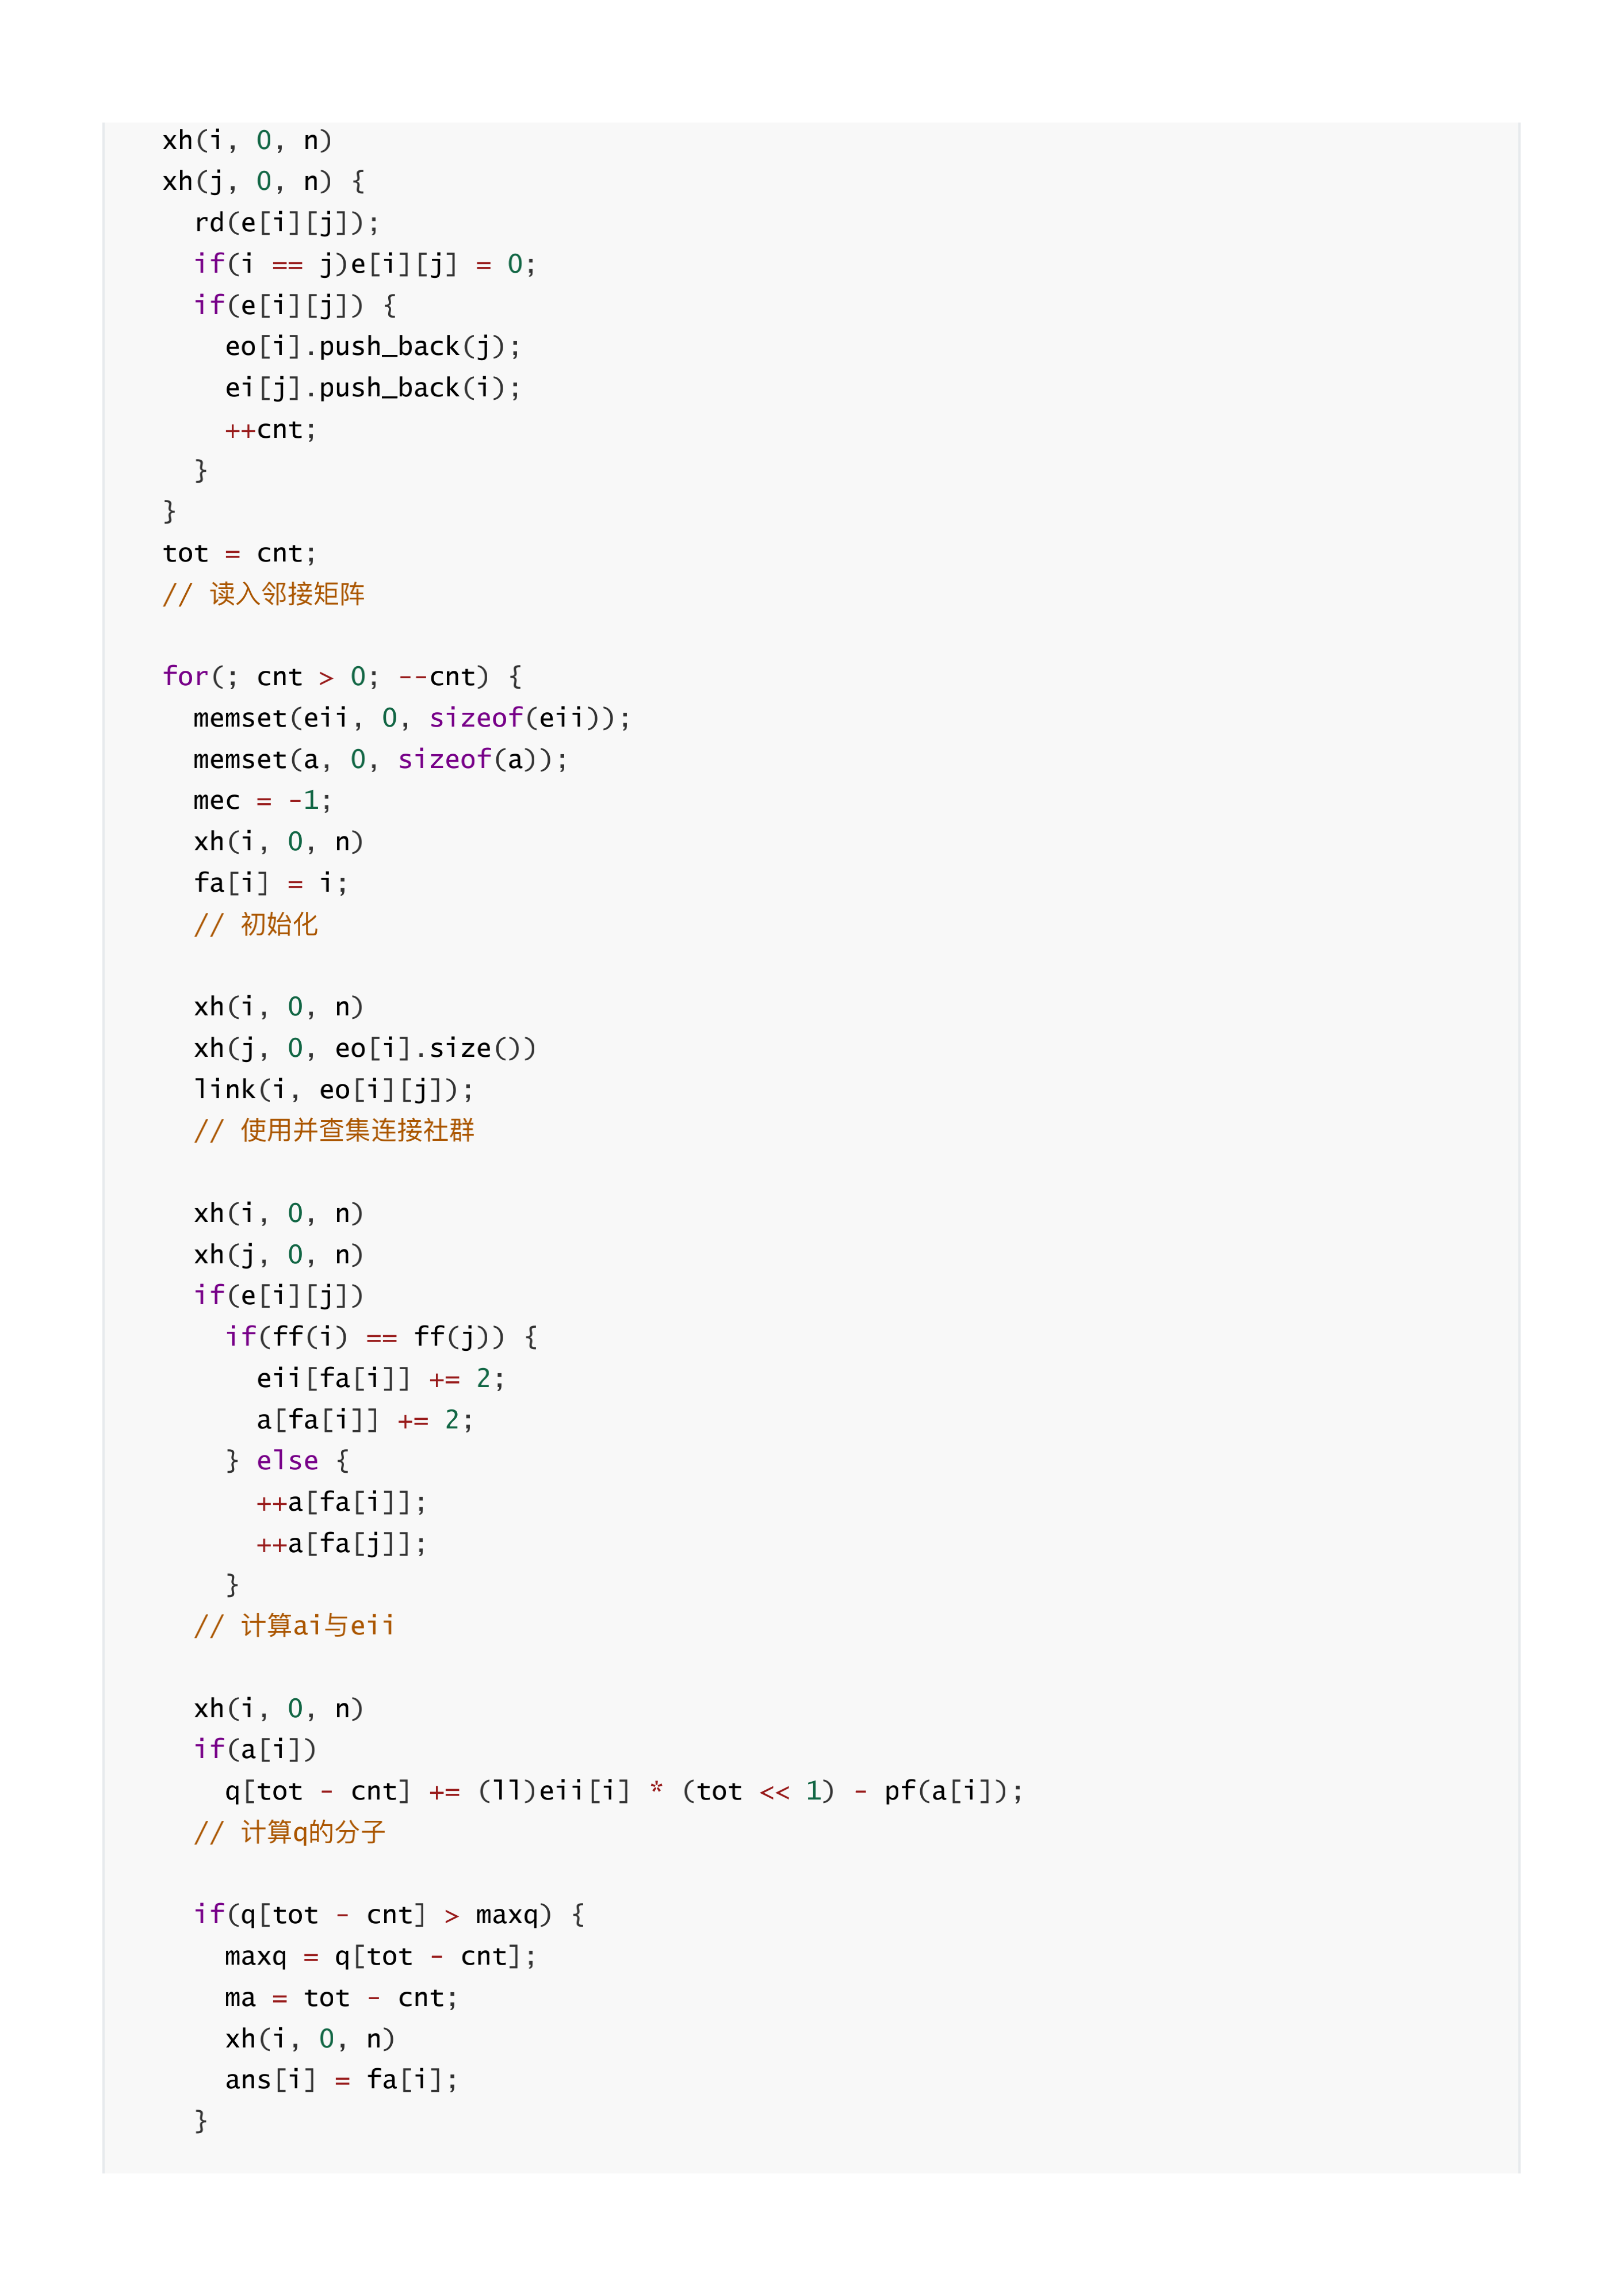 xh(i, 0, n)
xh(j, 0, n) {
  rd(e[i][j]);
  if(i == j)e[i][j] = 0;
  if(e[i][j]) {
    eo[i].push_back(j);
    ei[j].push_back(i);
    ++cnt;
  }
}
tot = cnt;
// 读入邻接矩阵

for(; cnt > 0; --cnt) {
  memset(eii, 0, sizeof(eii));
  memset(a, 0, sizeof(a));
  mec = -1;
  xh(i, 0, n)
  fa[i] = i;
  // 初始化

  xh(i, 0, n)
  xh(j, 0, eo[i].size())
  link(i, eo[i][j]);
  // 使用并查集连接社群

  xh(i, 0, n)
  xh(j, 0, n)
  if(e[i][j])
    if(ff(i) == ff(j)) {
      eii[fa[i]] += 2;
      a[fa[i]] += 2;
    } else {
      ++a[fa[i]];
      ++a[fa[j]];
    }
  // 计算ai与eii

  xh(i, 0, n)
  if(a[i])
    q[tot - cnt] += (ll)eii[i] * (tot << 1) - pf(a[i]);
  // 计算q的分子

  if(q[tot - cnt] > maxq) {
    maxq = q[tot - cnt];
    ma = tot - cnt;
    xh(i, 0, n)
    ans[i] = fa[i];
  }